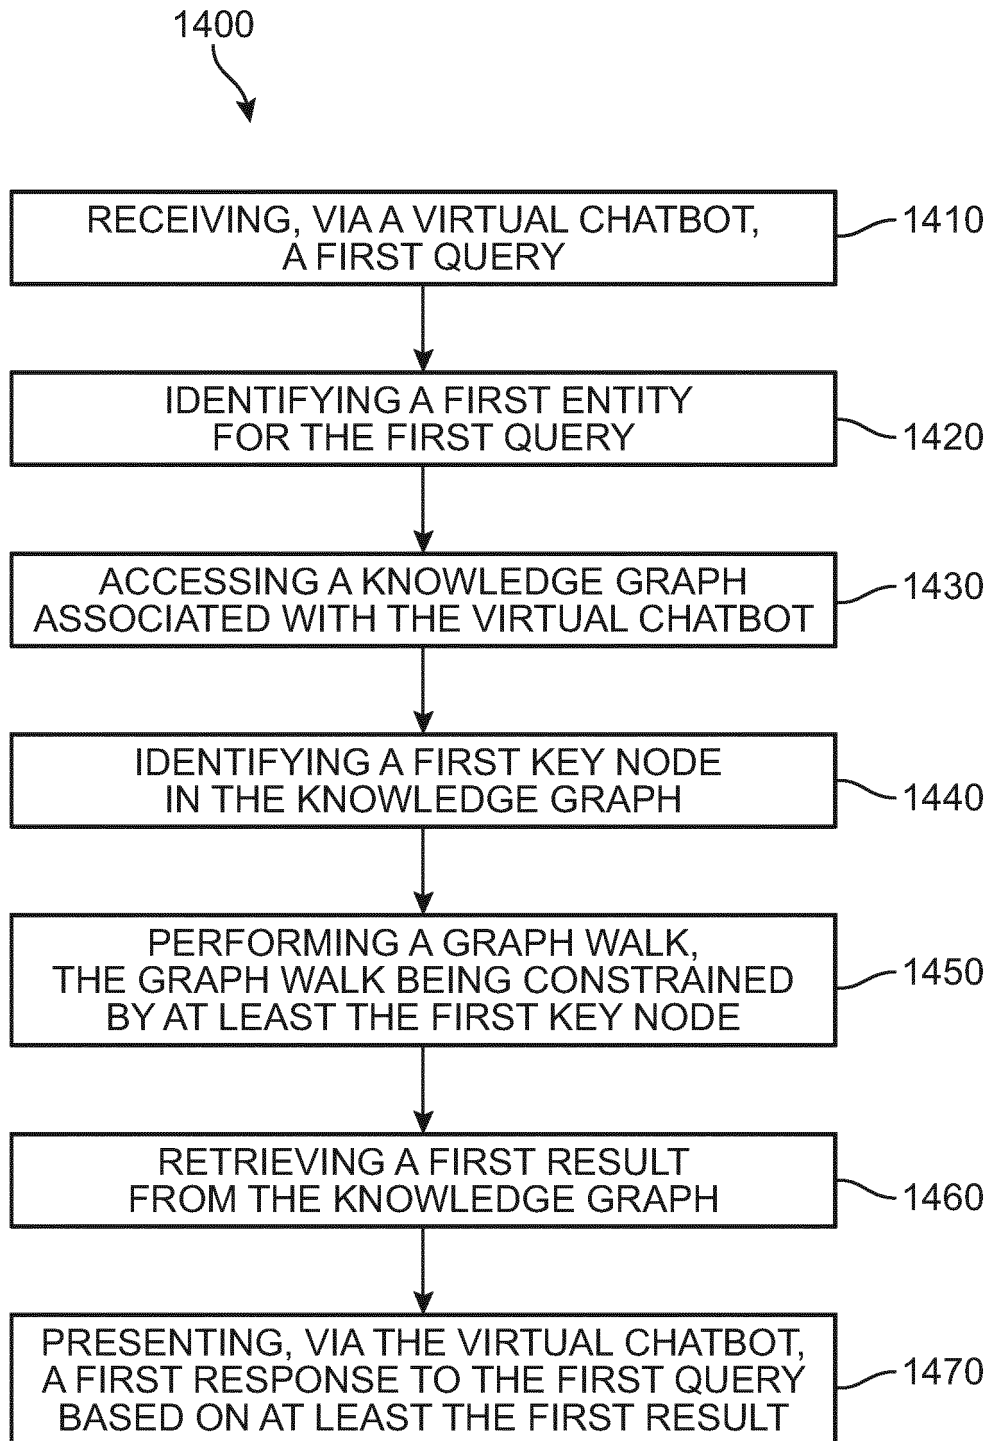 1400
RECEIVING, VIA A VIRTUAL CHATBOT,
A FIRST QUERY
1410
IDENTIFYING A FIRST ENTITY
FOR THE FIRST QUERY
1420
ACCESSING A KNOWLEDGE GRAPH
ASSOCIATED WITH THE VIRTUAL CHATBOT
1430
IDENTIFYING A FIRST KEY NODE
IN THE KNOWLEDGE GRAPH
1440
PERFORMING A GRAPH WALK,
THE GRAPH WALK BEING CONSTRAINED
BY AT LEAST THE FIRST KEY NODE
1450
RETRIEVING A FIRST RESULT
FROM THE KNOWLEDGE GRAPH
1460
PRESENTING, VIA THE VIRTUAL CHATBOT,
A FIRST RESPONSE TO THE FIRST QUERY
BASED ON AT LEAST THE FIRST RESULT
1470